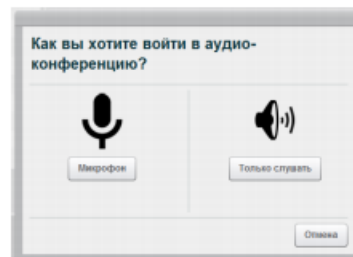 Как вы хотите войти в аудио-
конференцию?
Микрофон
Только слушать
Отмена